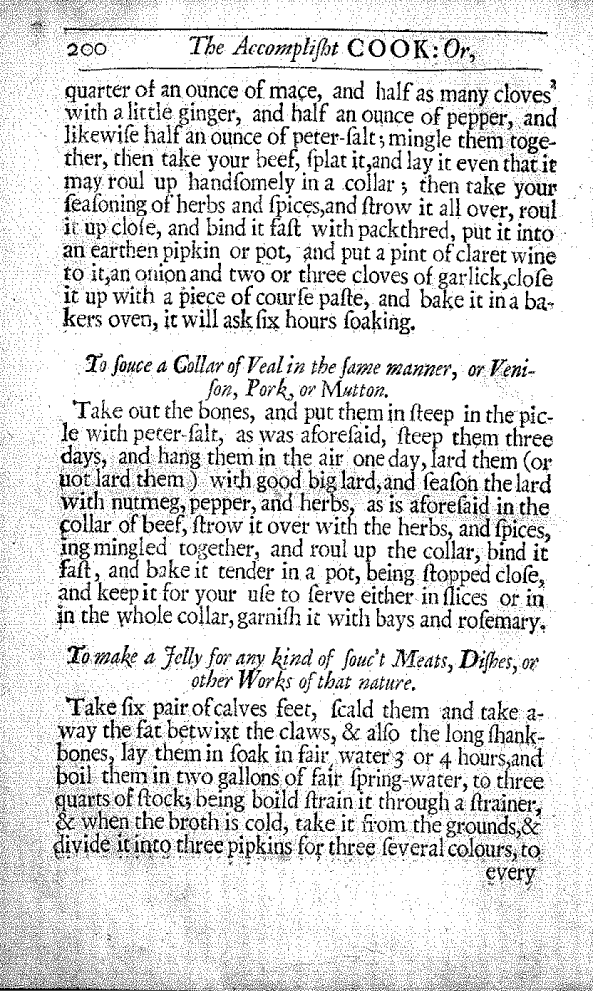 200 The Accompliſht COOK: Or,
quarter of an ounce of mace, and half as many cloves
with a little ginger, and half an ounce of pepper, and
likewiſe half an ounce of peter-ſalt; mingle them toge-
ther, then take your beef, ſplat it,and lay it even that it
may roul up handſomely in a collar; then take your
ſeaſoning of herbs and ſpices,and ſtrow it all over, roul
it up cloſe, and bind it faſt with packthred, put it into
an earthen pipkin or pot, and put a pint of claret wine
to it,an onion and two or three cloves of garlick,cloſe
it up with a piece of courſe paſte, and bake it in a ba-
kers oven, it will ask ſix hours ſoaking.
To ſouce a Collar of Veal in the ſame manner, or Veni-
ſon, Pork, or Mutton.
Take out the bones, and put them in ſteep in the pic-
le with peter-ſalt, as was aforeſaid, ſteep them three
days, and hang them in the air one day, lard them (or
not lard them) with good big lard,and ſeaſon the lard
with nutmeg, pepper, and herbs, as is aforeſaid in the
collar of beef, ſtrow it over with the herbs, and ſpices,
ing mingled together, and roul up the collar, bind it
faſt, and bake it tender in a pot, being ſtopped cloſe,
and keep it for your uſe to ſerve either in ſlices or in
in the whole collar, garniſh it with bays and roſemary.
To make a Jelly for any kind of ſouc't Meats, Diſhes, or
other Works of that nature.
Take ſix pair of calves feet, ſcald them and take a-
way the fat betwixt the claws, & alſo the long ſhank-
bones, lay them in ſoak in fair water 3 or 4 hours,and
boil them in two gallons of fair ſpring-water, to three
quarts of ſtock; being boild ſtrain it through a ſtrainer,
& when the broth is cold, take it from the grounds,&
divide it into three pipkins for three ſeveral colours, to
every